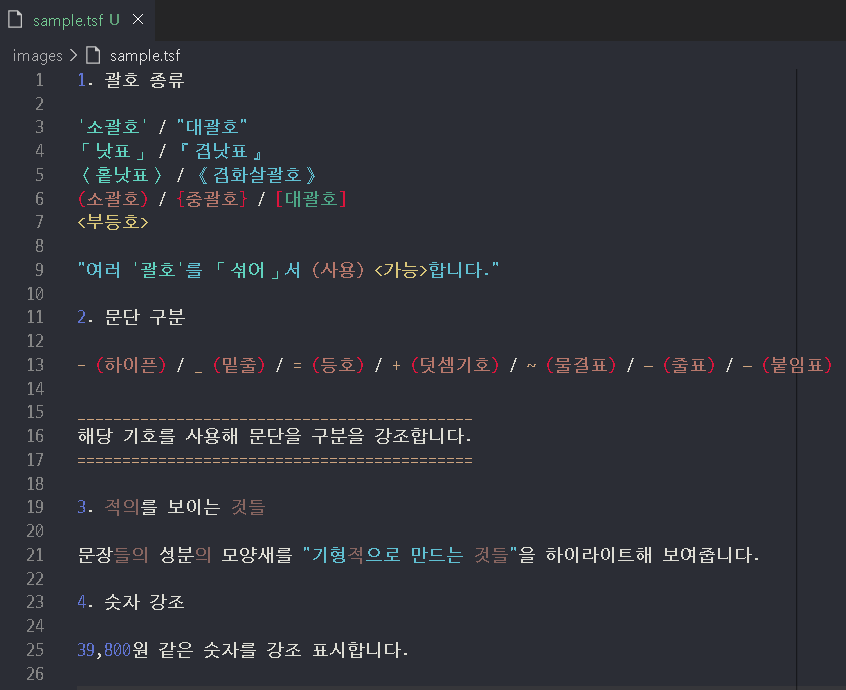 sample.tsf U
images > sample.tsf
1 1. 괄호 종류
2
3 '소괄호' / "대괄호"
4 「낫표」 / 『겹낫표』
5 〈홑낫표〉 / 《겹화살괄호》
6 (소괄호) / {중괄호} / [대괄호]
7 <부등호>
8
9 "여러 '괄호'를 「섞어」서 (사용) <가능>합니다."
10
11 2. 문단 구분
12
13 - (하이픈) / _ (밑줄) / = (등호) / + (덧셈기호) / ~ (물결표) / — (줄표) / – (붙임표)
14
15 ____________________________________________
16 해당 기호를 사용해 문단을 구분을 강조합니다.
17 ============================================
18
19 3. 적의를 보이는 것들
20
21 문장들의 성분의 모양새를 "기형적으로 만드는 것들"을 하이라이트해 보여줍니다.
22
23 4. 숫자 강조
24
25 39,800원 같은 숫자를 강조 표시합니다.
26